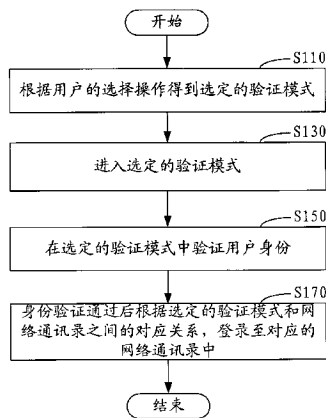 开始
S110
根据用户的选择操作得到选定的验证模式
S130
进入选定的验证模式
S150
在选定的验证模式中验证用户身份
S170
身份验证通过后根据选定的验证模式和网
络通讯录之间的对应关系，登录至对应的
网络通讯录中
结束